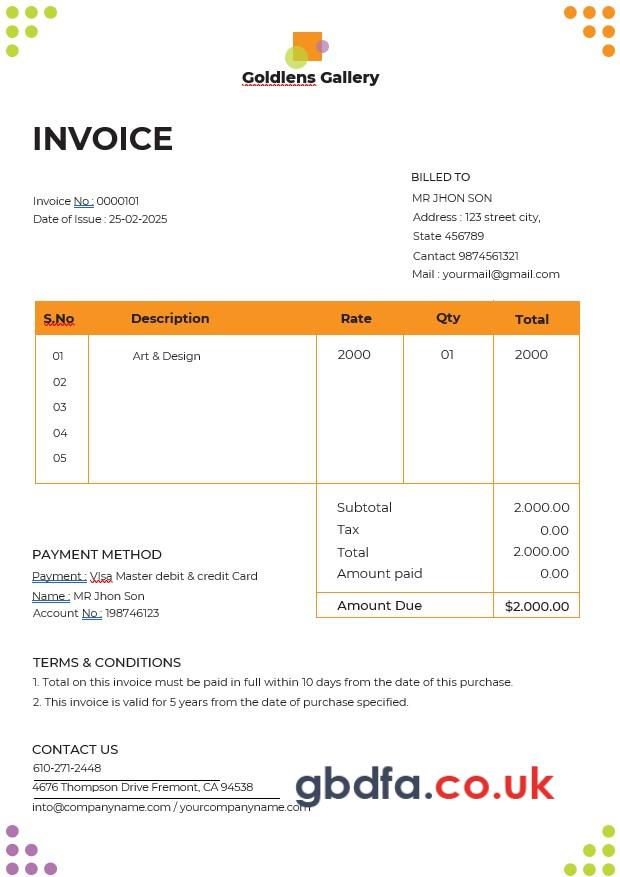 Goldlens Gallery
INVOICE
Invoice No : 0000101
Date of Issue : 25-02-2025
BILLED TO
MR JHON SON
Address : 123 street city,
State 456789
Cantact 9874561321
Mail : yourmail@gmail.com
S.No Description Rate Qty Total
01 Art & Design 2000 01 2000
02
03
04
05
Subtotal 2.000.00
Tax 0.00
Total 2.000.00
Amount paid 0.00
Amount Due $2.000.00
PAYMENT METHOD
Payment : VIsa Master debit & credit Card
Name : MR Jhon Son
Account No : 198746123
TERMS & CONDITIONS
1. Total on this invoice must be paid in full within 10 days from the date of this purchase.
2. This invoice is valid for 5 years from the date of purchase specified.
CONTACT US
610-271-2448
4676 Thompson Drive Fremont, CA 94538
into@companyname.com / yourcompanyname.com
gbdfa.co.uk